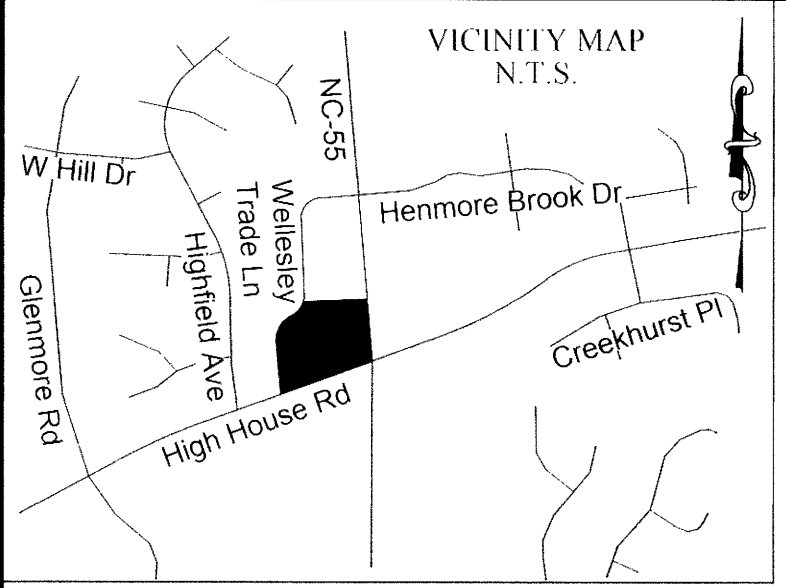 VICINITY MAP
N.T.S.
NC-55
W Hill Dr
Wellesley
Trade Ln
Henmore Brook Dr
Highfield Ave
Glenmore Rd
Creekhurst Pl
High House Rd